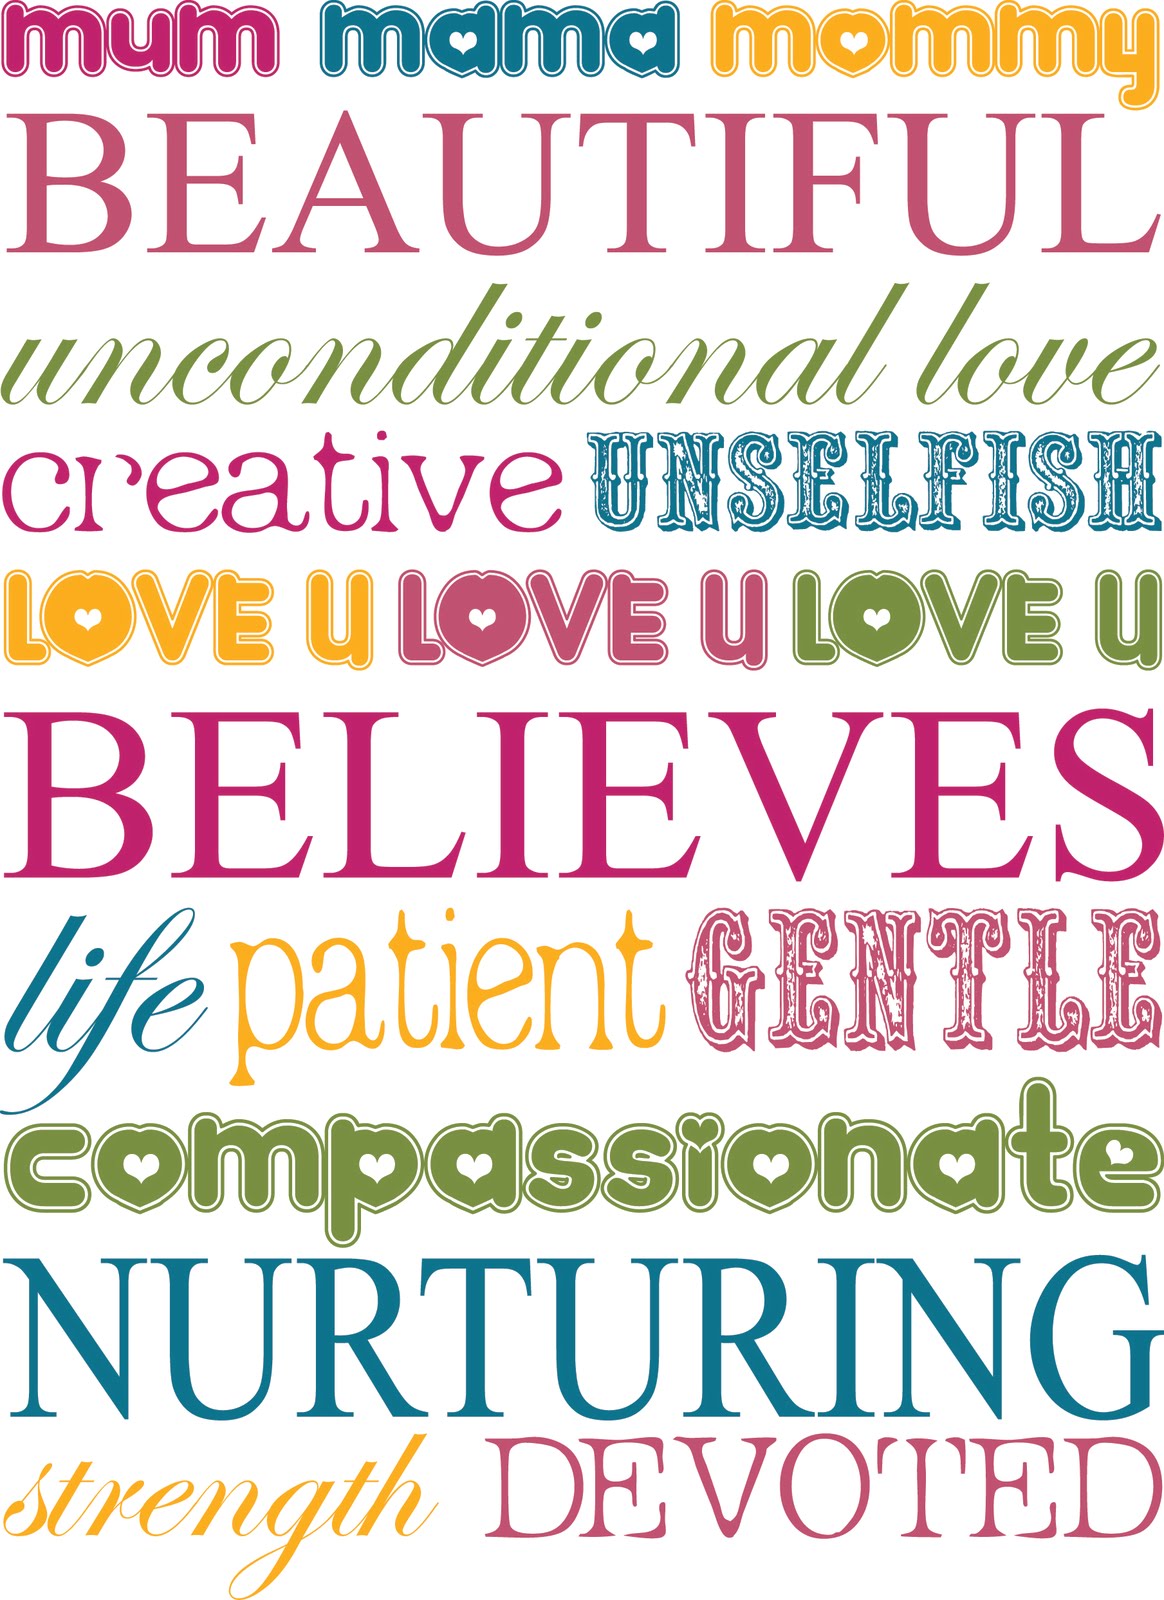 mum mama mommy
BEAUTIFUL
unconditional love
creative UNSELFISH
LOVE U LOVE U LOVE U
BELIEVES
life patient GENTLE
compassionate
NURTURING
strength DEVOTED